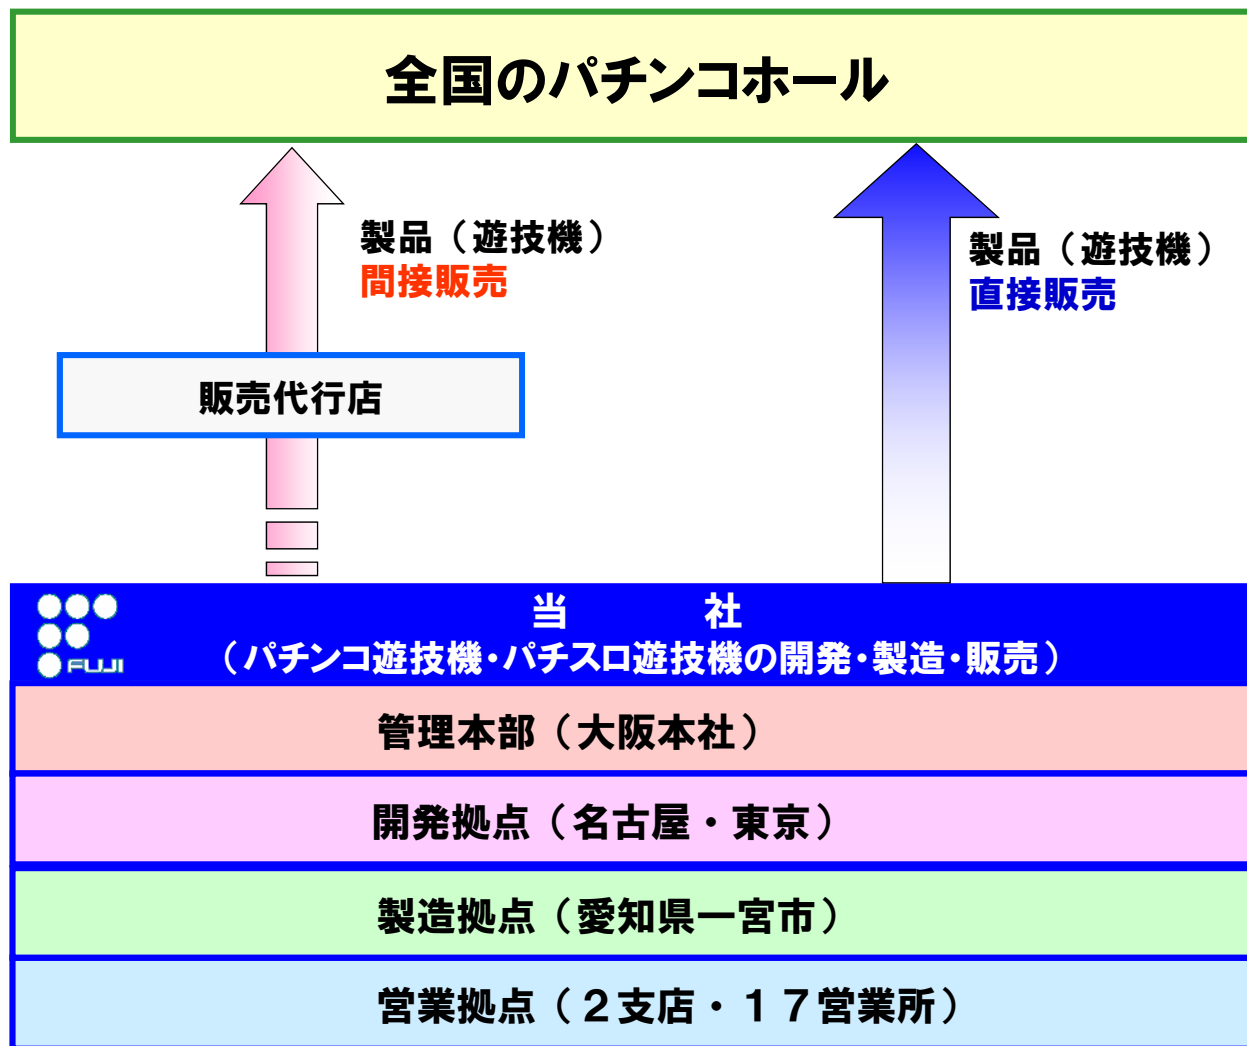 全国のパチンコホール
製品（遊技機）
間接販売
製品（遊技機）
直接販売
販売代行店
当　　　社
FUJI
（パチンコ遊技機・パチスロ遊技機の開発・製造・販売）
管理本部（大阪本社）
開発拠点（名古屋・東京）
製造拠点（愛知県一宮市）
営業拠点（２支店・１７営業所）